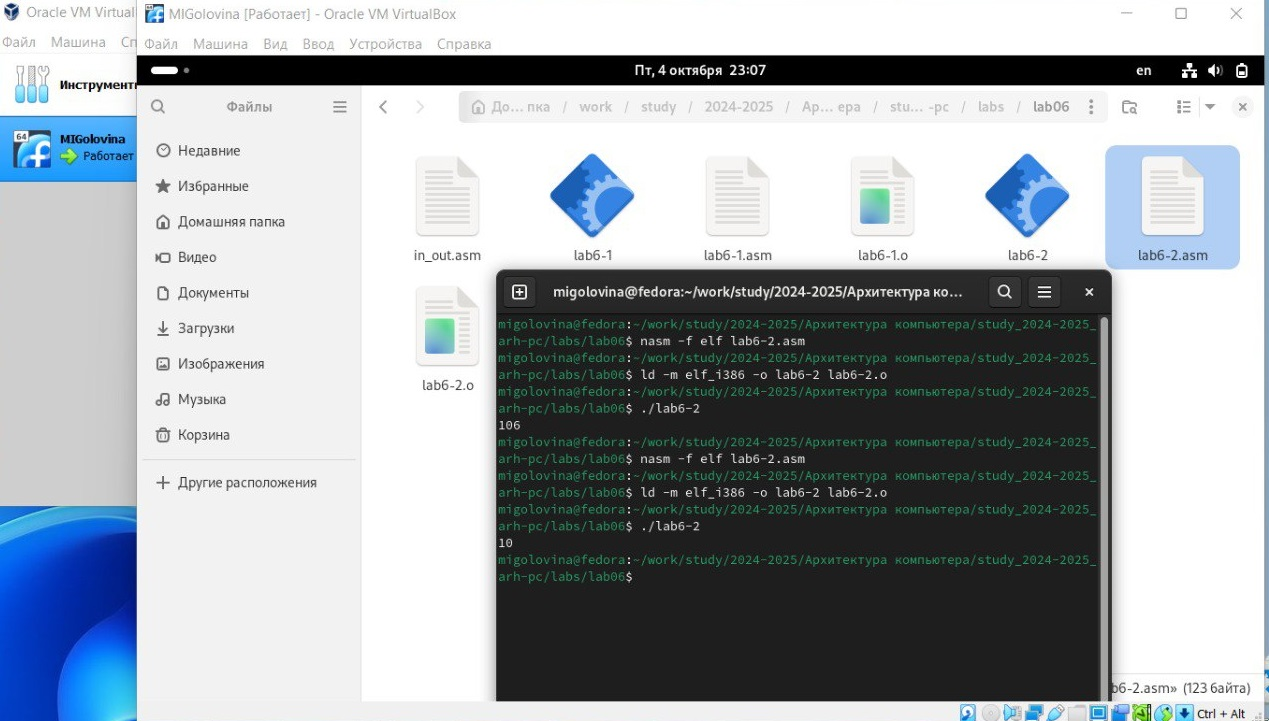 Oracle VM Virtual
Файл Машина Сп
Инструменты
64
MIGolovina
Работает
MIGolovina [Работает] - Oracle VM VirtualBox
Файл Машина Вид Ввод Устройства Справка
Пт, 4 октября 23:07
en
Файлы
До... пка / work / study / 2024-2025 / Ар... ера / stu... -pc / labs / lab06
Недавние
Избранные
Домашняя папка
Видео
Документы
Загрузки
Изображения
Музыка
Корзина
Другие расположения
in_out.asm
lab6-1
lab6-1.asm
lab6-1.o
lab6-2
lab6-2.asm
lab6-2.o
migolovina@fedora:~/work/study/2024-2025/Архитектура ко...
migolovina@fedora:~/work/study/2024-2025/Архитектура компьютера/study_2024-2025_
arh-pc/labs/lab06$ nasm -f elf lab6-2.asm
migolovina@fedora:~/work/study/2024-2025/Архитектура компьютера/study_2024-2025_
arh-pc/labs/lab06$ ld -m elf_i386 -o lab6-2 lab6-2.o
migolovina@fedora:~/work/study/2024-2025/Архитектура компьютера/study_2024-2025_
arh-pc/labs/lab06$ ./lab6-2
106
migolovina@fedora:~/work/study/2024-2025/Архитектура компьютера/study_2024-2025_
arh-pc/labs/lab06$ nasm -f elf lab6-2.asm
migolovina@fedora:~/work/study/2024-2025/Архитектура компьютера/study_2024-2025_
arh-pc/labs/lab06$ ld -m elf_i386 -o lab6-2 lab6-2.o
migolovina@fedora:~/work/study/2024-2025/Архитектура компьютера/study_2024-2025_
arh-pc/labs/lab06$ ./lab6-2
10
migolovina@fedora:~/work/study/2024-2025/Архитектура компьютера/study_2024-2025_
arh-pc/labs/lab06$
b6-2.asm» (123 байта)
Ctrl + Alt